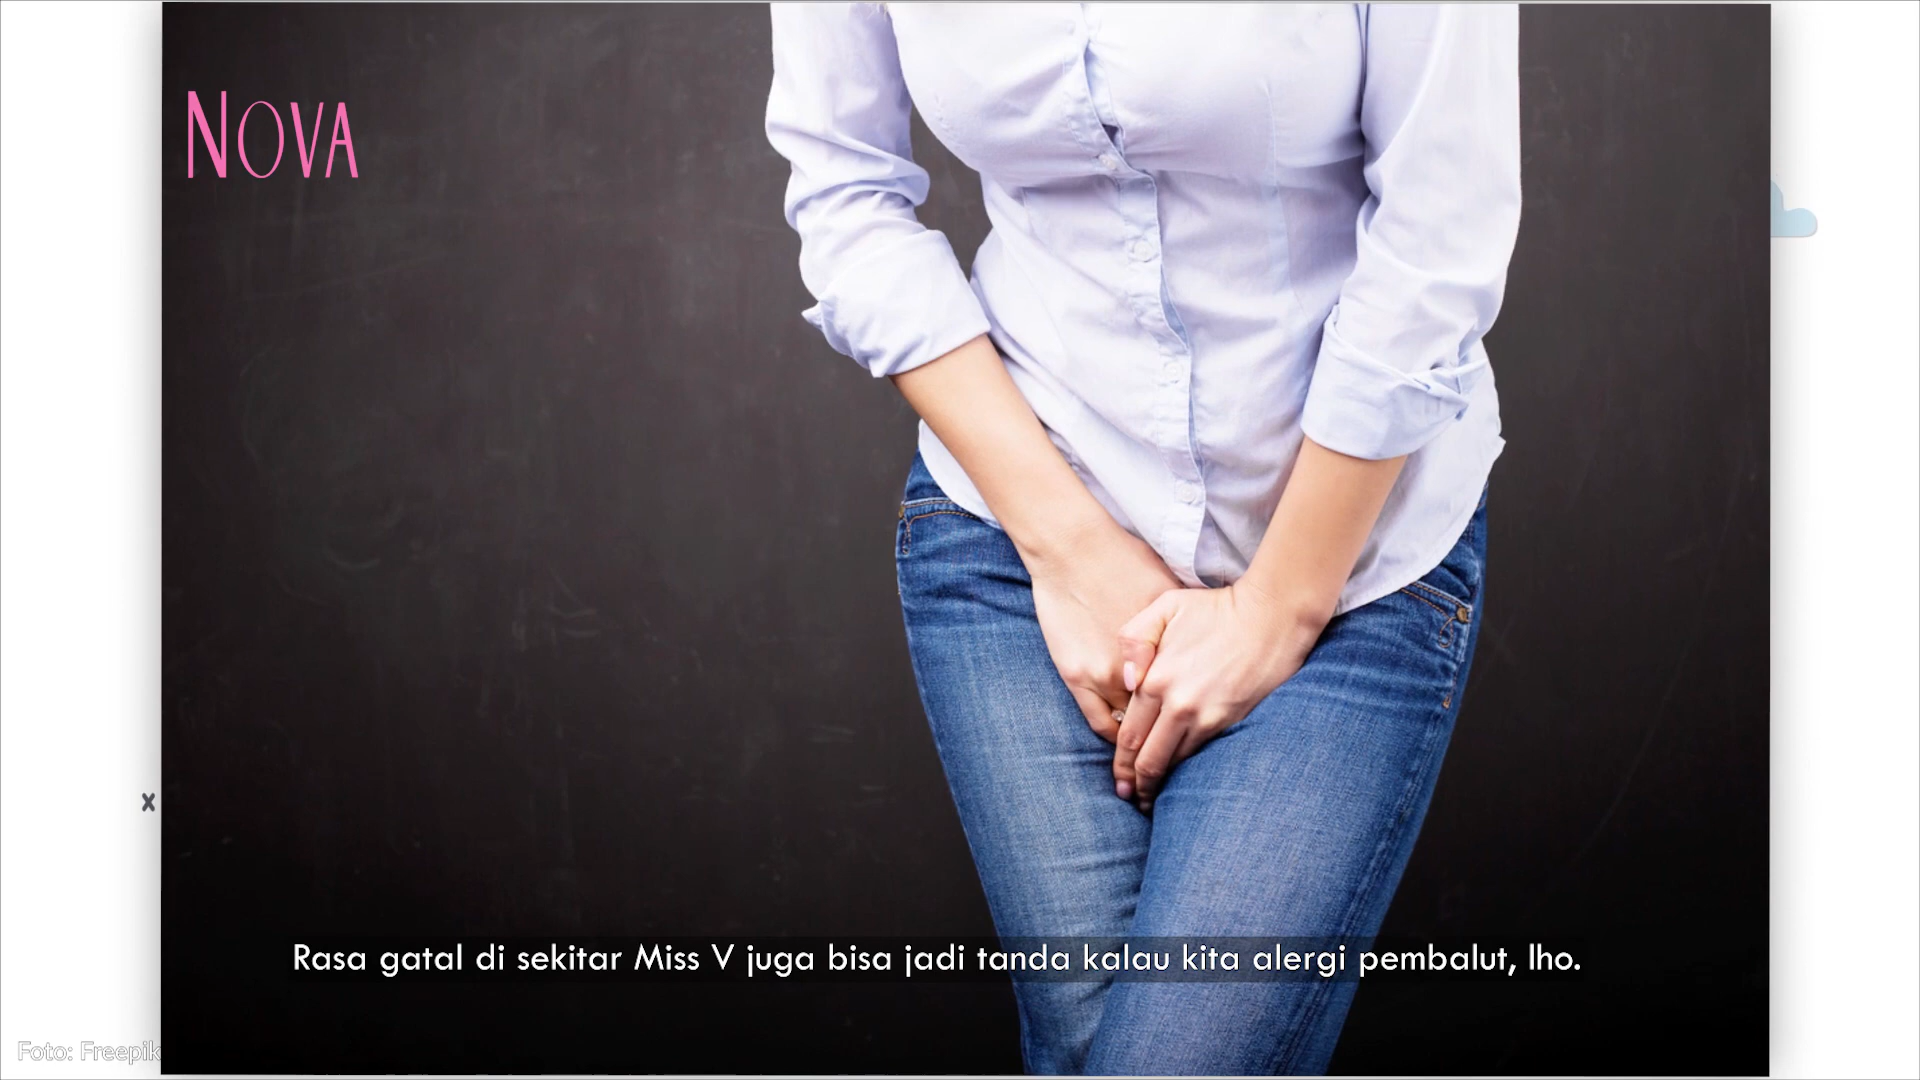 NOVA
x
Rasa gatal di sekitar Miss V juga bisa jadi tanda kalau kita alergi pembalut, lho.
Foto: Freepik